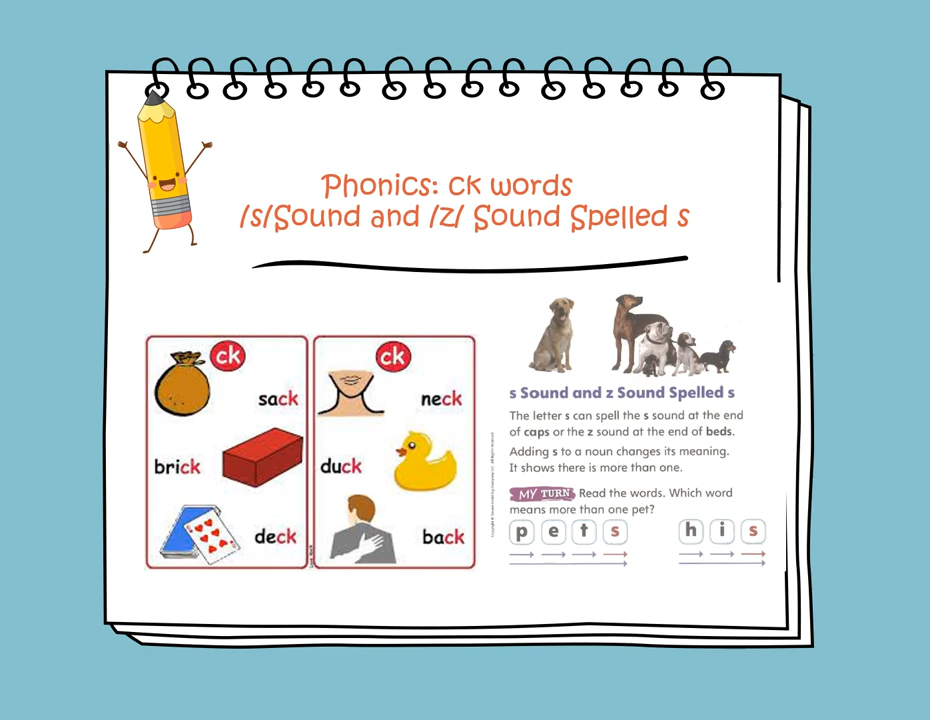 Phonics: ck words
/s/Sound and /z/ Sound Spelled s
ck
sack
brick
deck
ck
neck
duck
back
s Sound and z Sound Spelled s
The letter s can spell the s sound at the end
of caps or the z sound at the end of beds.
Adding s to a noun changes its meaning.
It shows there is more than one.
MY TURN Read the words. Which word
means more than one pet?
p e t s
h i s